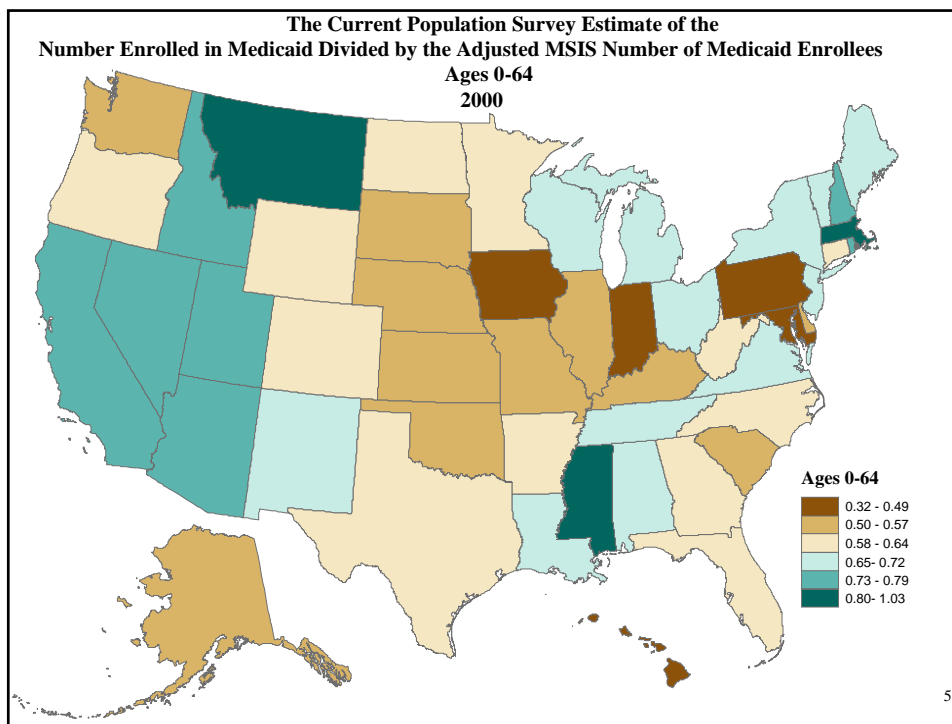 The Current Population Survey Estimate of the
Number Enrolled in Medicaid Divided by the Adjusted MSIS Number of Medicaid Enrollees
Ages 0-64
2000
Ages 0-64
0.32 - 0.49
0.50 - 0.57
0.58 - 0.64
0.65- 0.72
0.73 - 0.79
0.80- 1.03
5